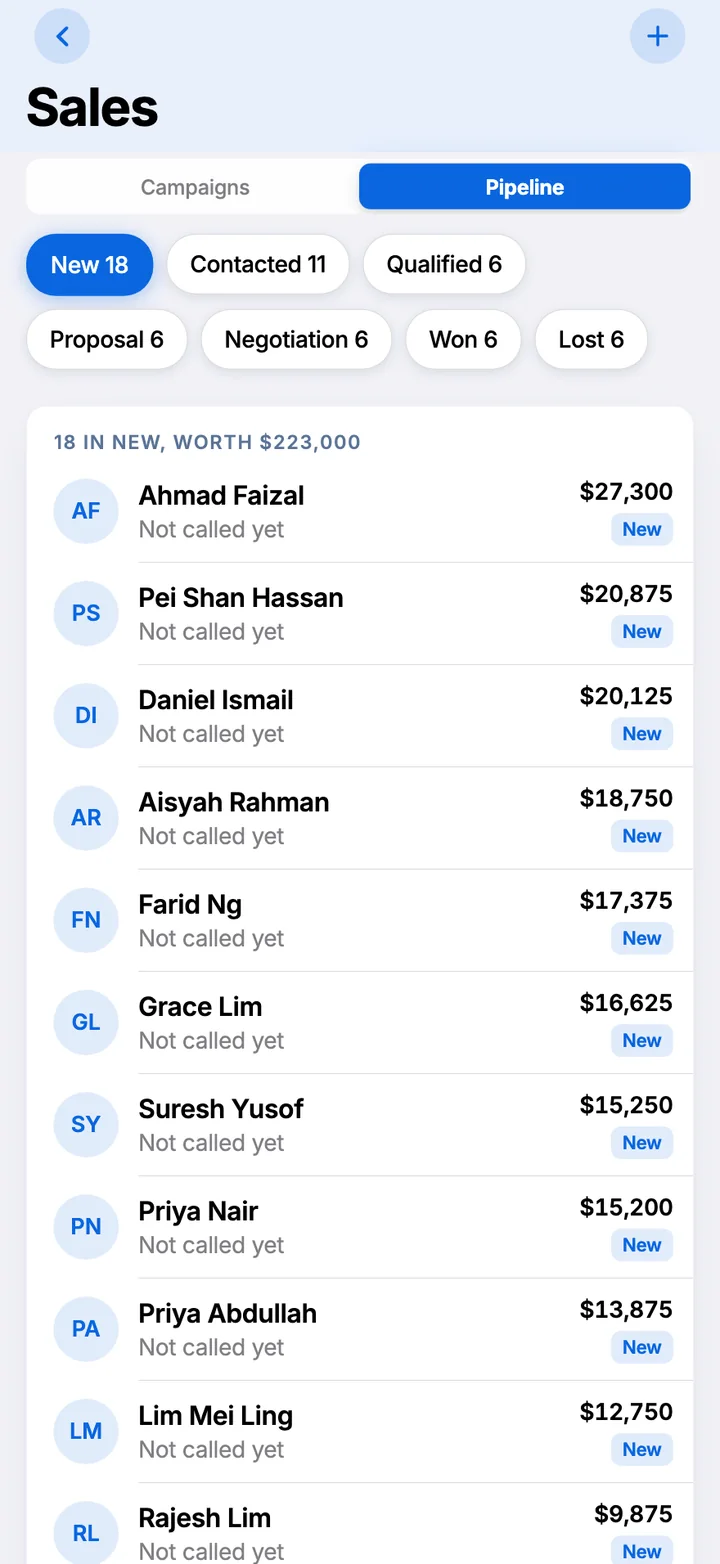 Sales
Campaigns
Pipeline
New 18
Contacted 11
Qualified 6
Proposal 6
Negotiation 6
Won 6
Lost 6
18 IN NEW, WORTH $223,000
AF
Ahmad Faizal
$27,300
Not called yet
New
PS
Pei Shan Hassan
$20,875
Not called yet
New
DI
Daniel Ismail
$20,125
Not called yet
New
AR
Aisyah Rahman
$18,750
Not called yet
New
FN
Farid Ng
$17,375
Not called yet
New
GL
Grace Lim
$16,625
Not called yet
New
SY
Suresh Yusof
$15,250
Not called yet
New
PN
Priya Nair
$15,200
Not called yet
New
PA
Priya Abdullah
$13,875
Not called yet
New
LM
Lim Mei Ling
$12,750
Not called yet
New
RL
Rajesh Lim
$9,875
Not called yet
New